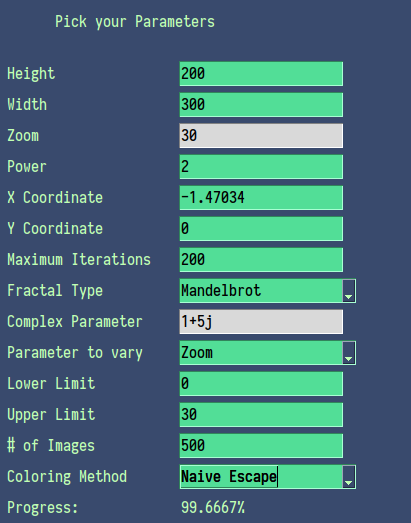 Pick your Parameters
Height 200
Width 300
Zoom 30
Power 2
X Coordinate -1.47034
Y Coordinate 0
Maximum Iterations 200
Fractal Type Mandelbrot
Complex Parameter 1+5j
Parameter to vary Zoom
Lower Limit 0
Upper Limit 30
# of Images 500
Coloring Method Naive Escape
Progress: 99.6667%